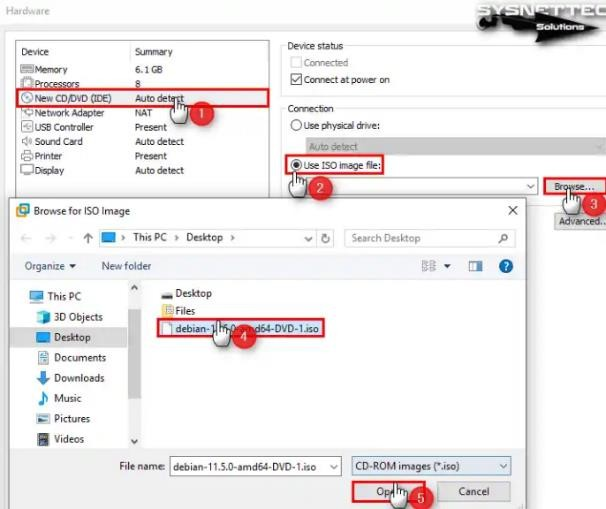 Hardware
SYSNETTEC
Solutions
Device Summary
Memory 6.1 GB
Processors 8
New CD/DVD (IDE) Auto detect
Network Adapter NAT
USB Controller Present
Sound Card Auto detect
Printer Present
Display Auto detect
1
Device status
Connected
Connect at power on
Connection
Use physical drive:
Auto detect
Use ISO image file:
2
Browse...
3
Advanced..
Browse for ISO Image
This PC > Desktop >
Search Desktop
Organize New folder
This PC
3D Objects
Desktop
Documents
Downloads
Music
Pictures
Videos
Desktop
Files
debian-11.5.0-amd64-DVD-1.iso
4
File name: debian-11.5.0-amd64-DVD-1.iso CD-ROM images (*.iso)
Open Cancel
5